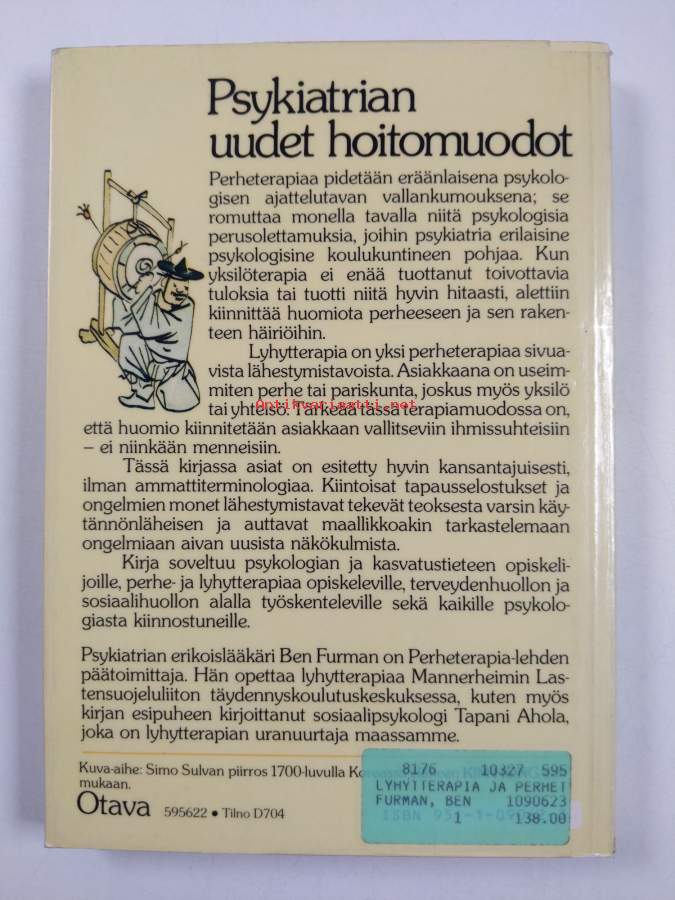 Psykiatrian
uudet hoitomuodot
Perheterapiaa pidetään eräänlaisena psykolo-
gisen ajattelutavan vallankumouksena; se
romuttaa monella tavalla niitä psykologisia
perusolettamuksia, joihin psykiatria erilaisine
psykologisine koulukuntineen pohjaa. Kun
yksilöterapia ei enää tuottanut toivottavia
tuloksia tai tuotti niitä hyvin hitaasti, alettiin
kiinnittää huomiota perheeseen ja sen raken-
teen häiriöihin.
Lyhytterapia on yksi perheterapiaa sivua-
vista lähestymistavoista. Asiakkaana on useim-
miten perhe tai pariskunta, joskus myös yksilö
tai yhteisö. Tärkeää tässä terapiamuodossa on,
Antikvariaatti.net
että huomio kiinnitetään asiakkaan vallitseviin ihmissuhteisiin
– ei niinkään menneisiin.
Tässä kirjassa asiat on esitetty hyvin kansantajuisesti,
ilman ammattiterminologiaa. Kiintoisat tapausselostukset ja
ongelmien monet lähestymistavat tekevät teoksesta varsin käy-
tännönläheisen ja auttavat maallikkoakin tarkastelemaan
ongelmiaan aivan uusista näkökulmista.
Kirja soveltuu psykologian ja kasvatustieteen opiskeli-
joille, perhe- ja lyhytterapiaa opiskeleville, terveydenhuollon ja
sosiaalihuollon alalla työskenteleville sekä kaikille psykolo-
giasta kiinnostuneille.
Psykiatrian erikoislääkäri Ben Furman on Perheterapia-lehden
päätoimittaja. Hän opettaa lyhytterapiaa Mannerheimin Las-
tensuojeluliiton täydennyskoulutuskeskuksessa, kuten myös
kirjan esipuheen kirjoittanut sosiaalipsykologi Tapani Ahola,
joka on lyhytterapian uranuurtaja maassamme.
Kuva-aihe: Simo Sulvan piirros 1700-luvulla
mukaan.
Otava 595622 • Tilno D704
8176 10327 595
LYHYTTERAPIA JA PERHET
FURMAN, BEN 1090623
ISBN 951-1-09
1 138.00